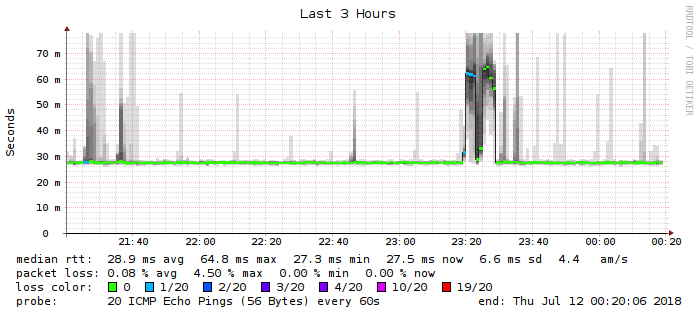 Last 3 Hours
RRDTOOL / TOBI OETIKER
Seconds
70 m
60 m
50 m
40 m
30 m
20 m
10 m
0
21:40 22:00 22:20 22:40 23:00 23:20 23:40 00:00 00:20
median rtt: 28.9 ms avg 64.8 ms max 27.3 ms min 27.5 ms now 6.6 ms sd 4.4 am/s
packet loss: 0.08 % avg 4.50 % max 0.00 % min 0.00 % now
loss color: 0 1/20 2/20 3/20 4/20 10/20 19/20
probe: 20 ICMP Echo Pings (56 Bytes) every 60s end: Thu Jul 12 00:20:06 2018